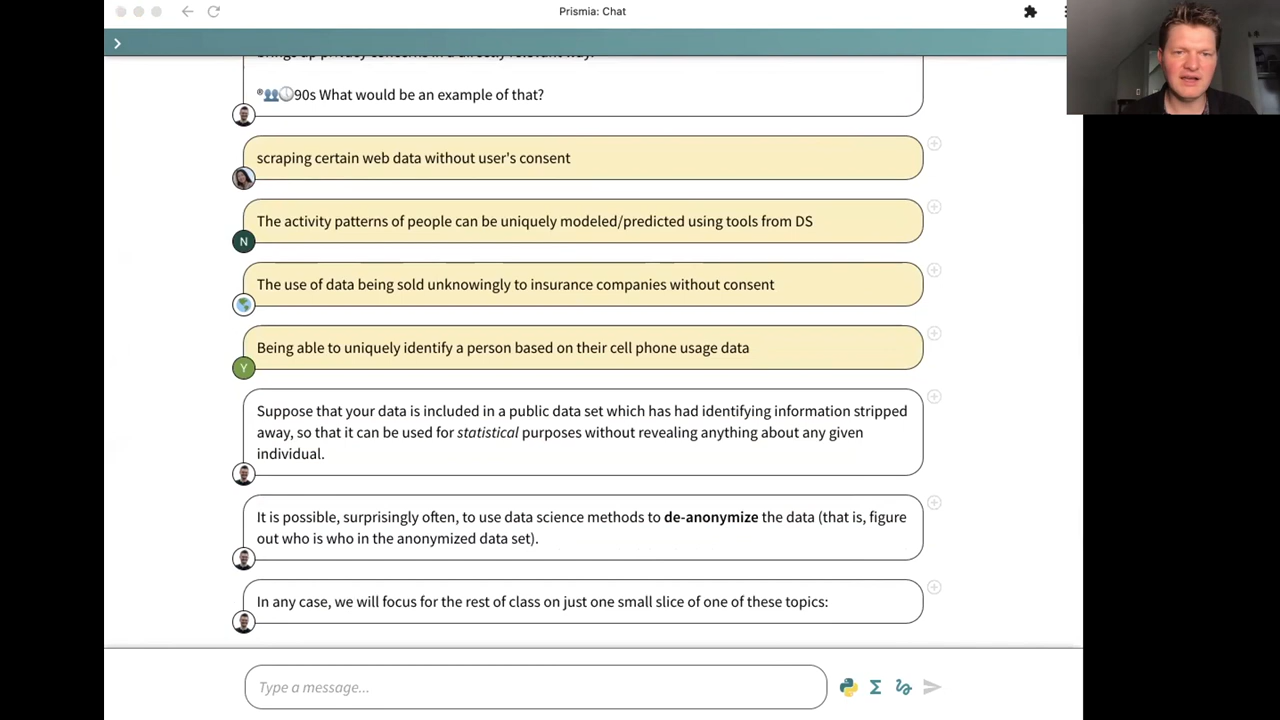 Prismia: Chat
90s What would be an example of that?
scraping certain web data without user's consent
The activity patterns of people can be uniquely modeled/predicted using tools from DS
N
The use of data being sold unknowingly to insurance companies without consent
Being able to uniquely identify a person based on their cell phone usage data
Y
Suppose that your data is included in a public data set which has had identifying information stripped
away, so that it can be used for statistical purposes without revealing anything about any given
individual.
It is possible, surprisingly often, to use data science methods to de-anonymize the data (that is, figure
out who is who in the anonymized data set).
In any case, we will focus for the rest of class on just one small slice of one of these topics:
Type a message...